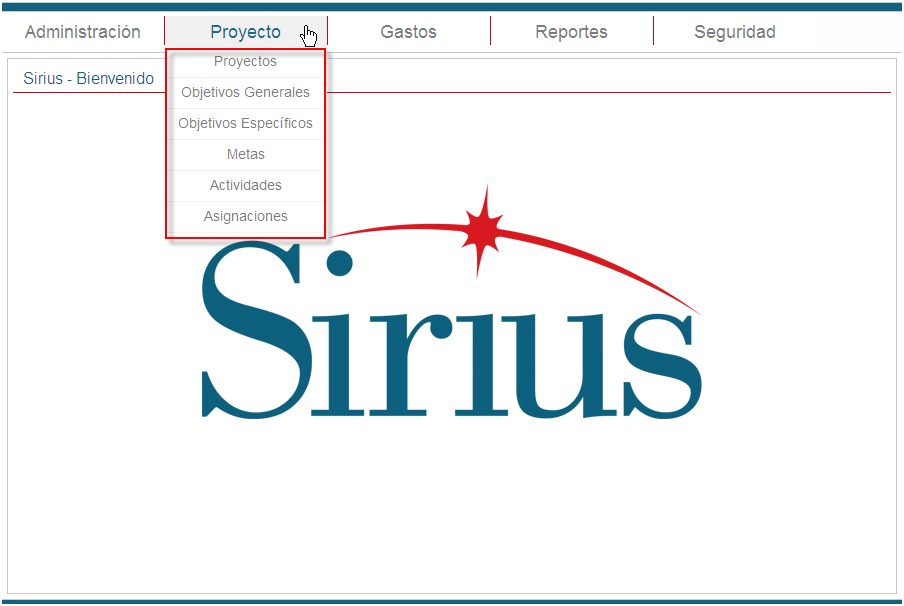 Administración Proyecto Gastos Reportes Seguridad
Sirius - Bienvenido
Proyectos
Objetivos Generales
Objetivos Específicos
Metas
Actividades
Asignaciones
Sirius